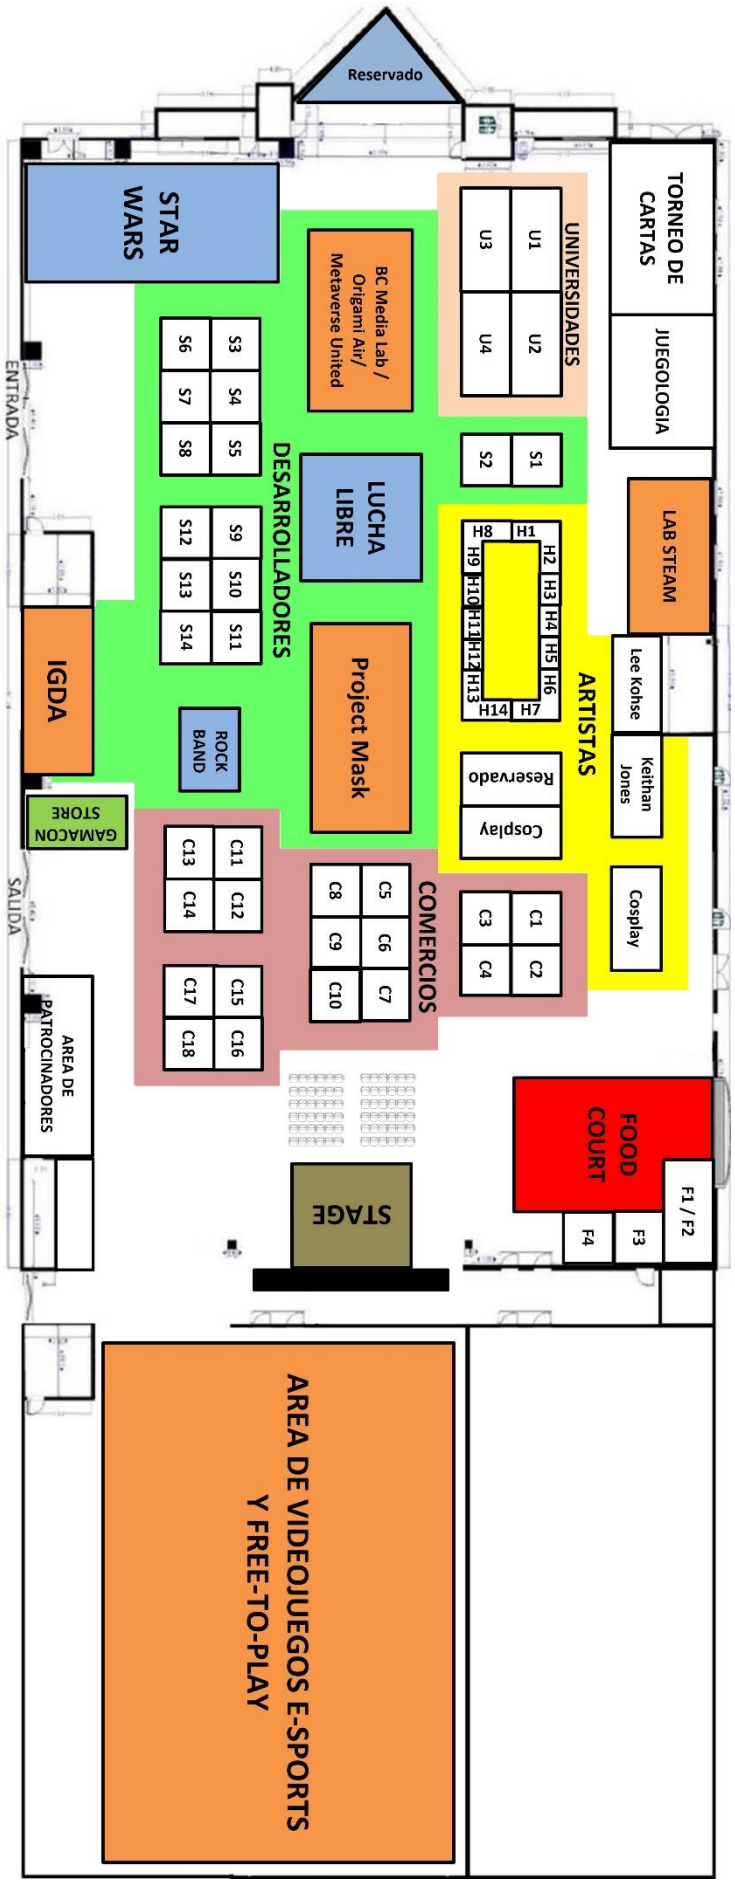 Reservado
STAR
WARS
BC Media Lab /
Origami Air/
Metaverse United
UNIVERSIDADES
U1
U2
U3
U4
TORNEO DE
CARTAS
JUEGOLOGIA
ENTRADA
S3
S4
S5
S6
S7
S8
DESARROLLADORES
LUCHA
LIBRE
S1
S2
LAB STEAM
S9
S10
S11
S12
S13
S14
H1
H2
H3
H4
H5
H6
H7
H8
H9
H10
H11
H12
H13
H14
ARTISTAS
Lee Kohse
Keithan
Jones
IGDA
ROCK
BAND
Project Mask
Reservado
Cosplay
Cosplay
GAMACON
STORE
SALIDA
C11
C12
C13
C14
C15
C16
C17
C18
COMERCIOS
C5
C6
C7
C8
C9
C10
C1
C2
C3
C4
AREA DE
PATROCINADORES
STAGE
FOOD
COURT
F1 / F2
F3
F4
AREA DE VIDEOJUEGOS E-SPORTS
Y FREE-TO-PLAY